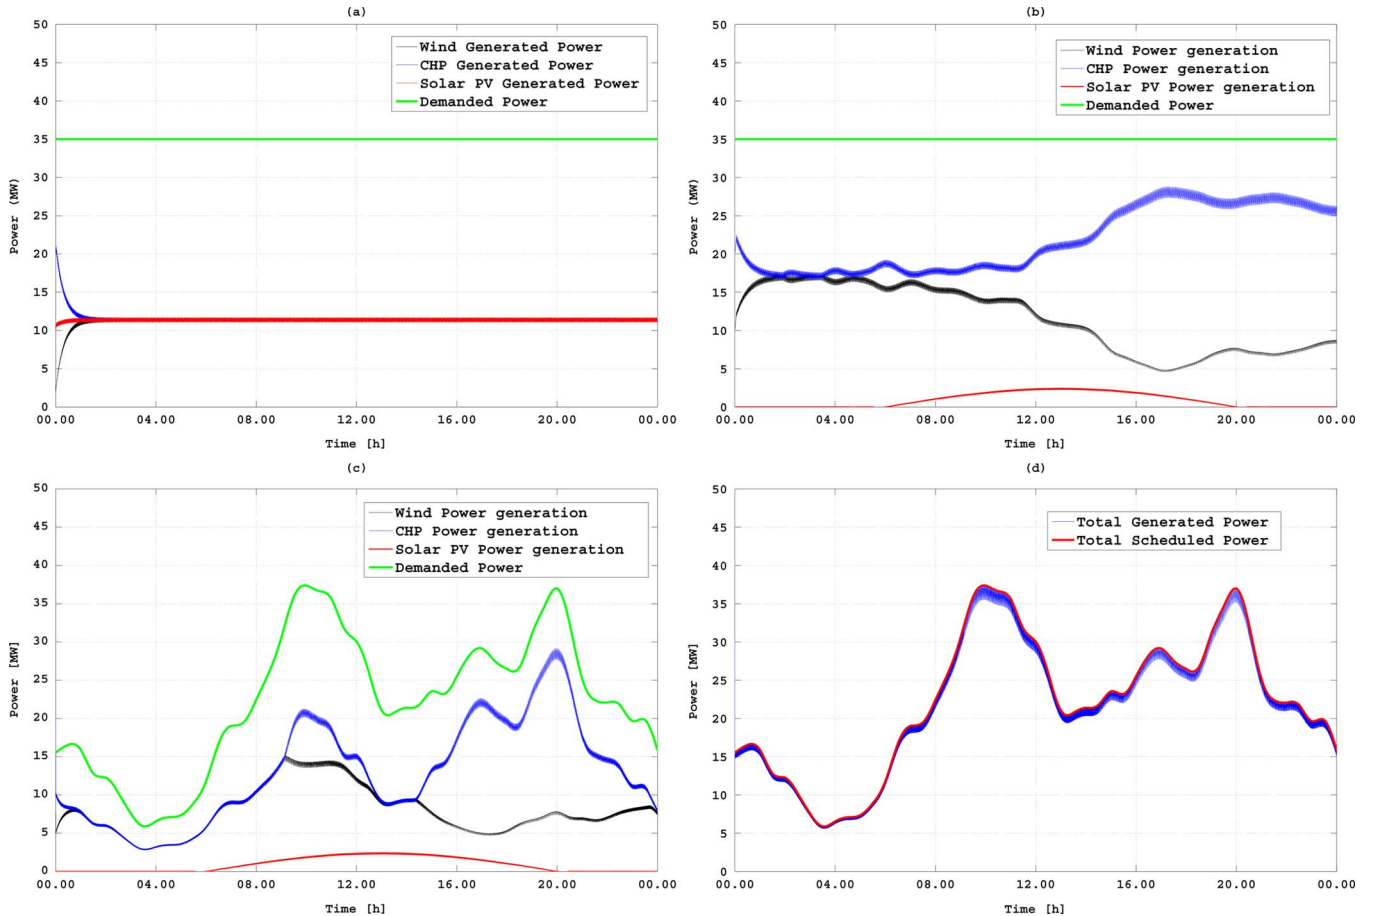 (a)
50
45
40
35
30
25
20
15
10
5
0
Power (MW)
Wind Generated Power
CHP Generated Power
Solar PV Generated Power
Demanded Power
00.00 04.00 08.00 12.00 16.00 20.00 00.00
Time [h]
(b)
50
45
40
35
30
25
20
15
10
5
0
Power (MW)
Wind Power generation
CHP Power generation
Solar PV Power generation
Demanded Power
00.00 04.00 08.00 12.00 16.00 20.00 00.00
Time [h]
(c)
50
45
40
35
30
25
20
15
10
5
0
Power [MW]
Wind Power generation
CHP Power generation
Solar PV Power generation
Demanded Power
00.00 04.00 08.00 12.00 16.00 20.00 00.00
Time [h]
(d)
50
45
40
35
30
25
20
15
10
5
0
Power [MW]
Total Generated Power
Total Scheduled Power
00.00 04.00 08.00 12.00 16.00 20.00 00.00
Time [h]